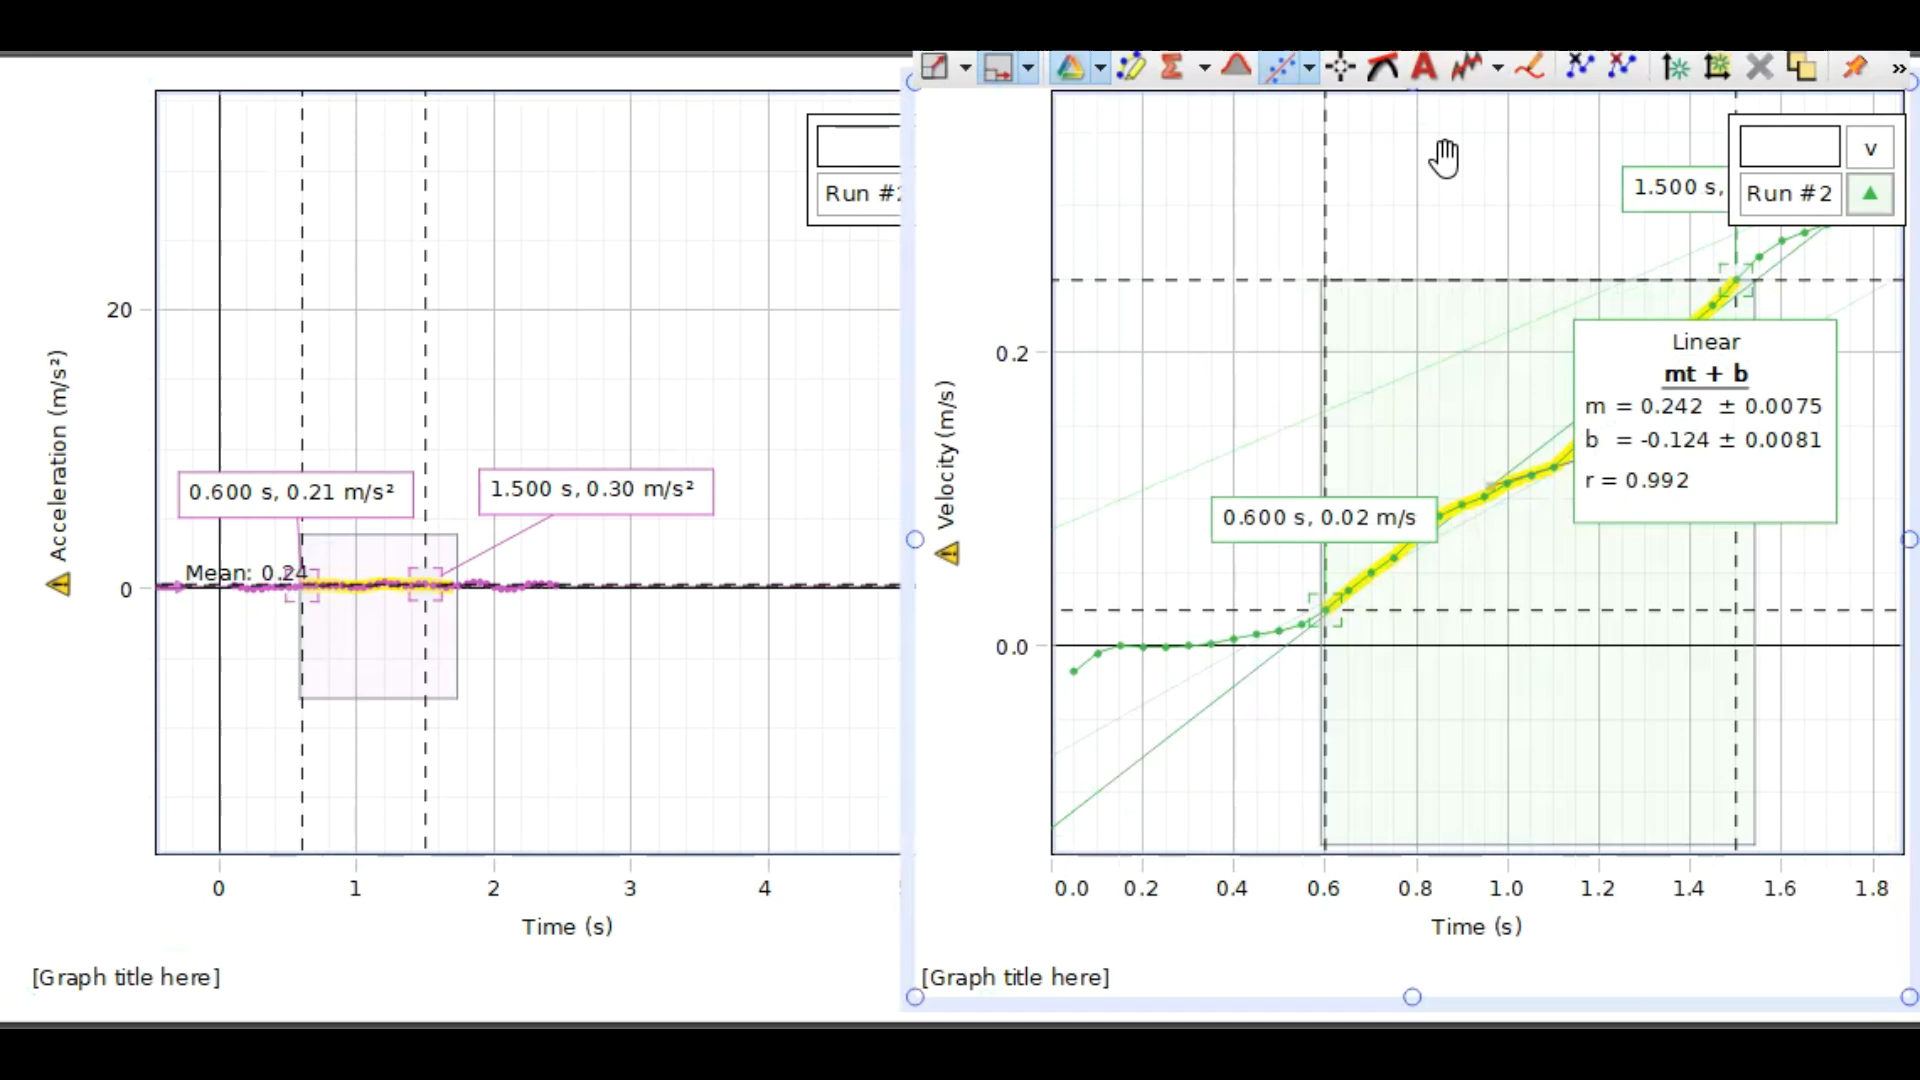 20
0
Acceleration (m/s²)
0.600 s, 0.21 m/s²
1.500 s, 0.30 m/s²
Mean: 0.24
Run #2
0
1
2
3
4
Time (s)
[Graph title here]
v
Run #2
1.500 s,
0.2
0.0
Velocity (m/s)
0.600 s, 0.02 m/s
Linear
mt + b
m = 0.242 ± 0.0075
b = -0.124 ± 0.0081
r = 0.992
0.0
0.2
0.4
0.6
0.8
1.0
1.2
1.4
1.6
1.8
Time (s)
[Graph title here]